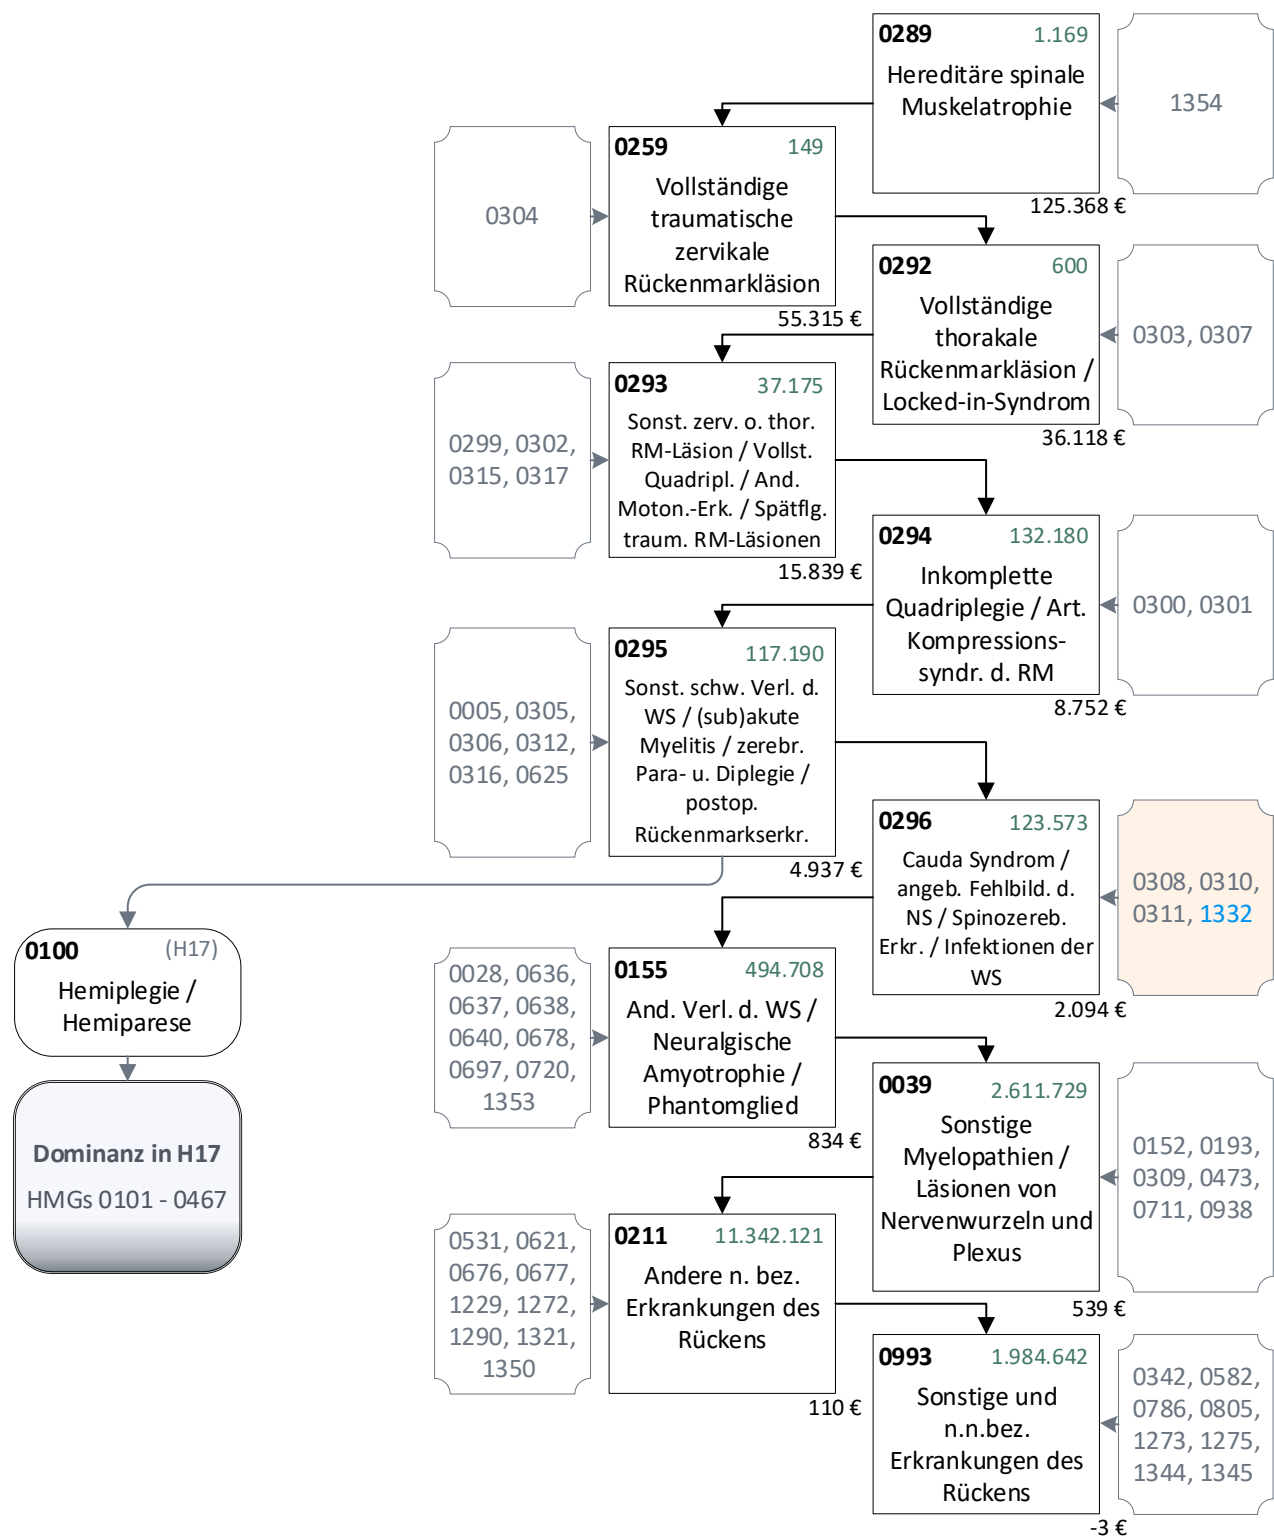 0289 1.169
Hereditäre spinale
Muskelatrophie
125.368 €
1354
0304
0259 149
Vollständige
traumatische
zervikale
Rückenmarkläsion
55.315 €
0292 600
Vollständige
thorakale
Rückenmarkläsion /
Locked-in-Syndrom
36.118 €
0303, 0307
0299, 0302,
0315, 0317
0293 37.175
Sonst. zerv. o. thor.
RM-Läsion / Vollst.
Quadripl. / And.
Moton.-Erk. / Spätflg.
traum. RM-Läsionen
15.839 €
0294 132.180
Inkomplette
Quadriplegie / Art.
Kompressions-
syndr. d. RM
8.752 €
0300, 0301
0005, 0305,
0306, 0312,
0316, 0625
0295 117.190
Sonst. schw. Verl. d.
WS / (sub)akute
Myelitis / zerebr.
Para- u. Diplegie /
postop.
Rückenmarkserkr.
4.937 €
0296 123.573
Cauda Syndrom /
angeb. Fehlbild. d.
NS / Spinozereb.
Erkr. / Infektionen der
WS
2.094 €
0308, 0310,
0311, 1332
0100 (H17)
Hemiplegie /
Hemiparese
Dominanz in H17
HMGs 0101 - 0467
0028, 0636,
0637, 0638,
0640, 0678,
0697, 0720,
1353
0155 494.708
And. Verl. d. WS /
Neuralgische
Amyotrophie /
Phantomglied
834 €
0039 2.611.729
Sonstige
Myelopathien /
Läsionen von
Nervenwurzeln und
Plexus
539 €
0152, 0193,
0309, 0473,
0711, 0938
0531, 0621,
0676, 0677,
1229, 1272,
1290, 1321,
1350
0211 11.342.121
Andere n. bez.
Erkrankungen des
Rückens
110 €
0993 1.984.642
Sonstige und
n.n.bez.
Erkrankungen des
Rückens
-3 €
0342, 0582,
0786, 0805,
1273, 1275,
1344, 1345